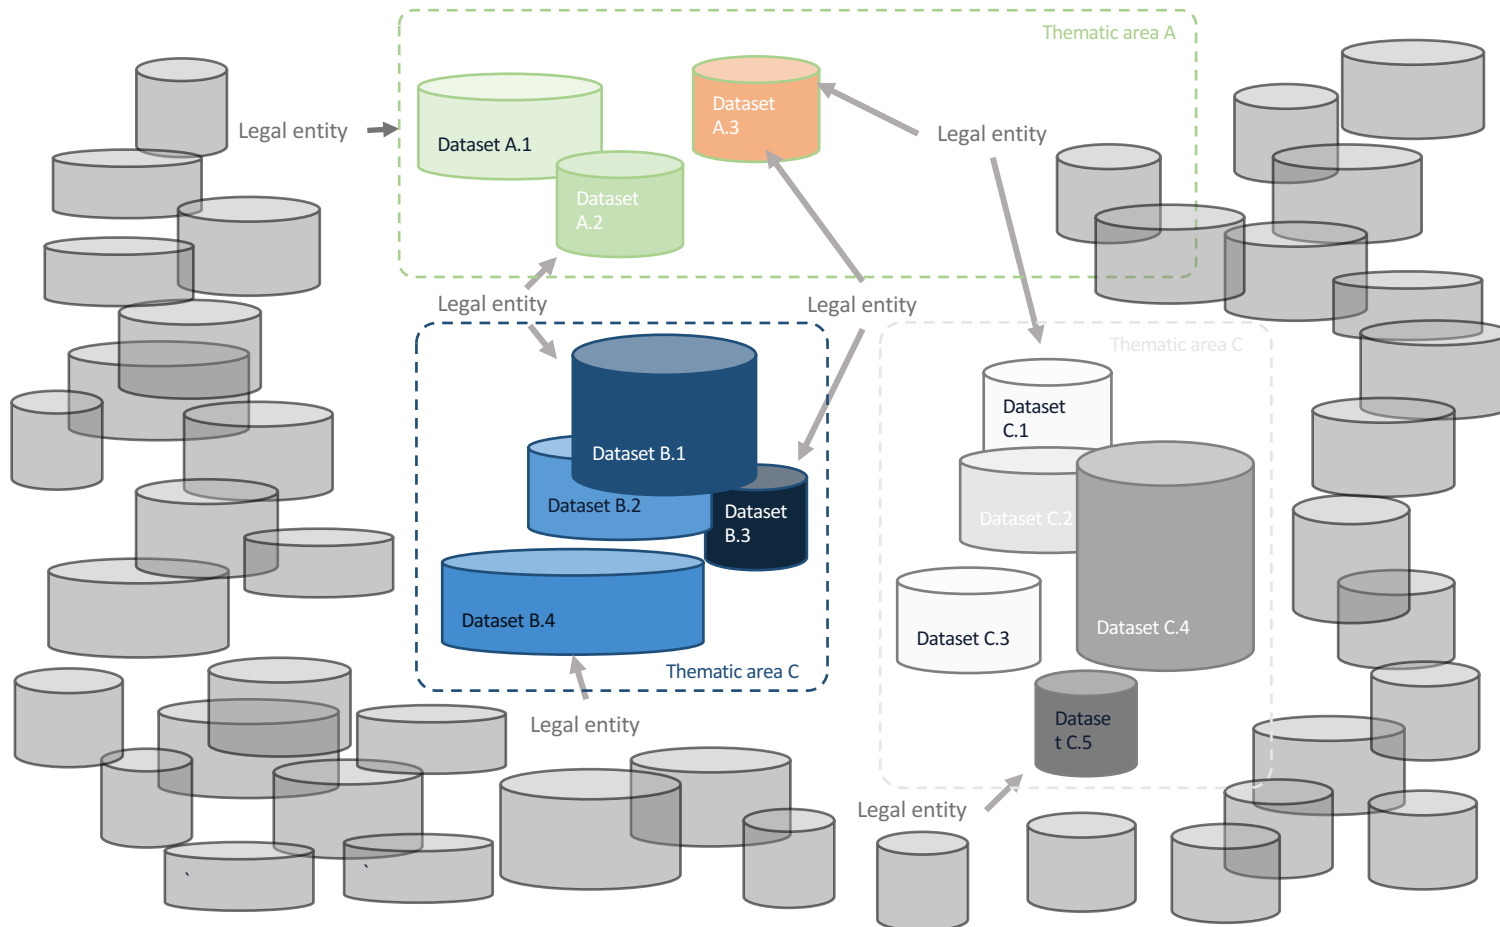 Thematic area A
Dataset
A.3
Legal entity
Dataset A.1
Legal entity
Dataset
A.2
Legal entity
Legal entity
Thematic area C
Dataset
C.1
Dataset B.1
Dataset B.2
Dataset
B.3
Dataset C.2
Dataset B.4
Dataset C.3
Dataset C.4
Thematic area C
Legal entity
Datase
t C.5
Legal entity